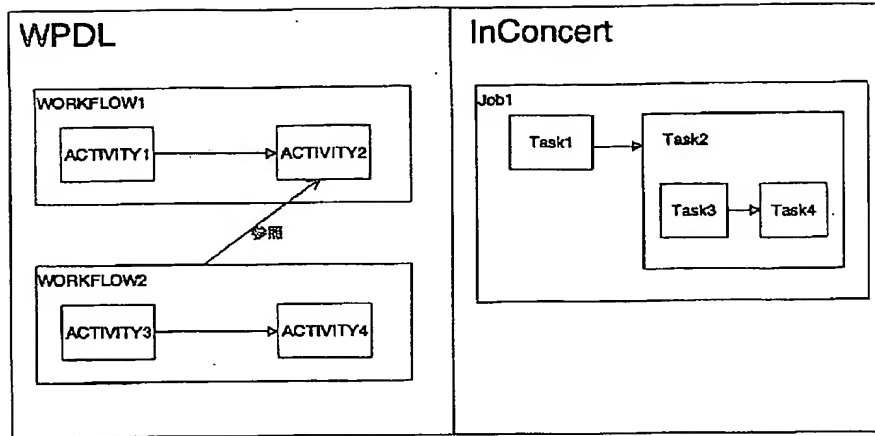 WPDL
WORKFLOW1
ACTIVITY1
ACTIVITY2
参照
WORKFLOW2
ACTIVITY3
ACTIVITY4
InConcert
Job1
Task1
Task2
Task3
Task4